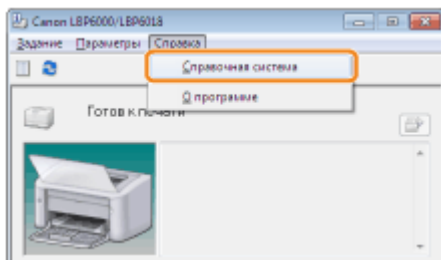 Canon LBP6000/LBP6018
Задание Параметры Справка
Справочная система
О программе
Готов к печати